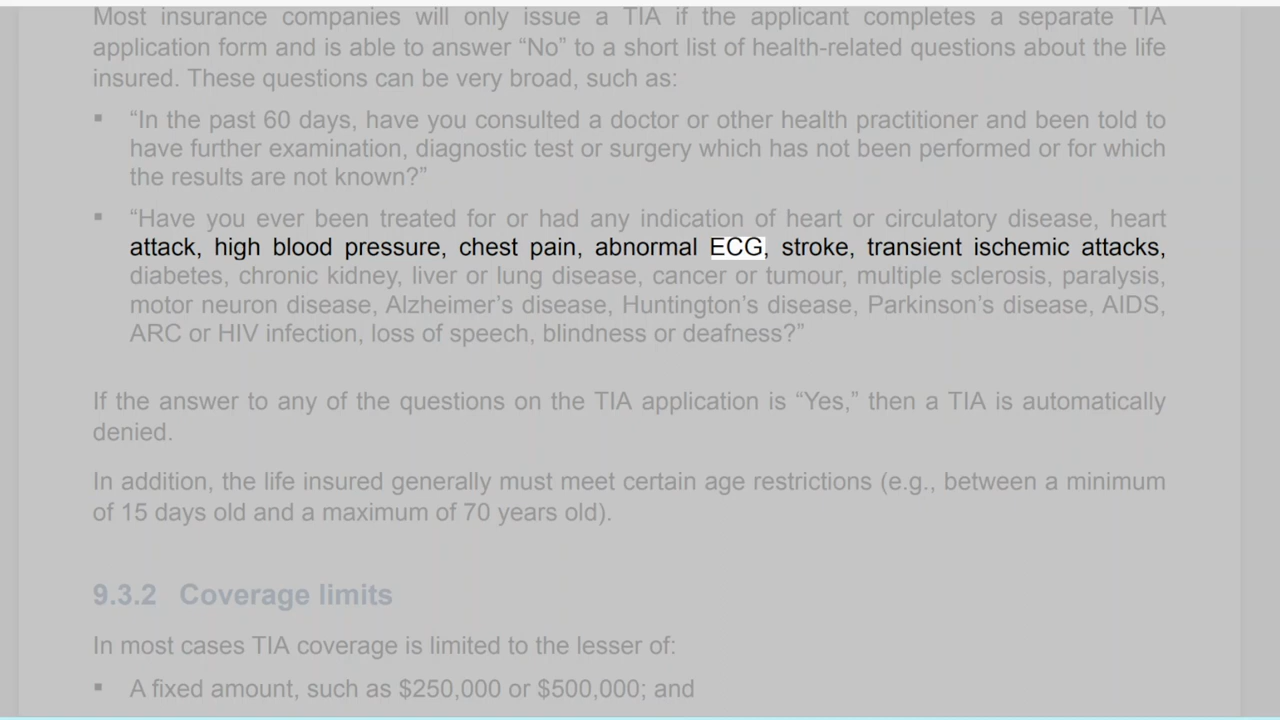 Most insurance companies will only issue a TIA if the applicant completes a separate TIA
application form and is able to answer “No” to a short list of health-related questions about the life
insured. These questions can be very broad, such as:
▪ “In the past 60 days, have you consulted a doctor or other health practitioner and been told to
have further examination, diagnostic test or surgery which has not been performed or for which
the results are not known?”
▪ “Have you ever been treated for or had any indication of heart or circulatory disease, heart
attack, high blood pressure, chest pain, abnormal ECG, stroke, transient ischemic attacks,
diabetes, chronic kidney, liver or lung disease, cancer or tumour, multiple sclerosis, paralysis,
motor neuron disease, Alzheimer’s disease, Huntington’s disease, Parkinson’s disease, AIDS,
ARC or HIV infection, loss of speech, blindness or deafness?”
If the answer to any of the questions on the TIA application is “Yes,” then a TIA is automatically
denied.
In addition, the life insured generally must meet certain age restrictions (e.g., between a minimum
of 15 days old and a maximum of 70 years old).
9.3.2 Coverage limits
In most cases TIA coverage is limited to the lesser of:
▪ A fixed amount, such as $250,000 or $500,000; and